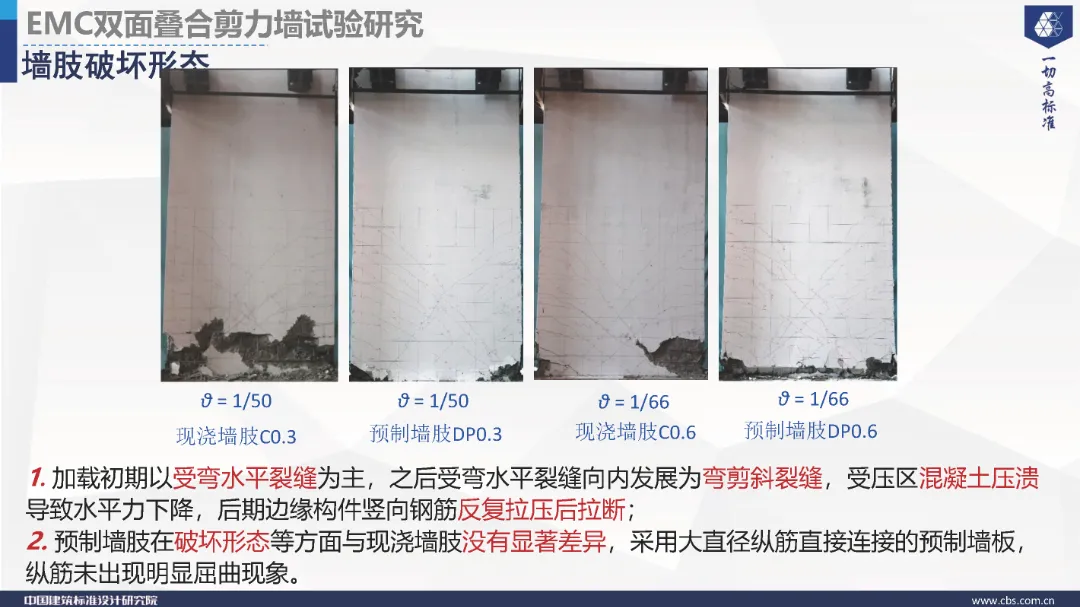 EMC双面叠合剪力墙试验研究
墙肢破坏形态
一切高标准
ϑ = 1/50
ϑ = 1/50
ϑ = 1/66
ϑ = 1/66
现浇墙肢C0.3
预制墙肢DP0.3
现浇墙肢C0.6
预制墙肢DP0.6
1. 加载初期以受弯水平裂缝为主，之后受弯水平裂缝向内发展为弯剪斜裂缝，受压区混凝土压溃
导致水平力下降，后期边缘构件竖向钢筋反复拉压后拉断；
2. 预制墙肢在破坏形态等方面与现浇墙肢没有显著差异，采用大直径纵筋直接连接的预制墙板，
纵筋未出现明显屈曲现象。
中国建筑标准设计研究院
www.cbs.com.cn